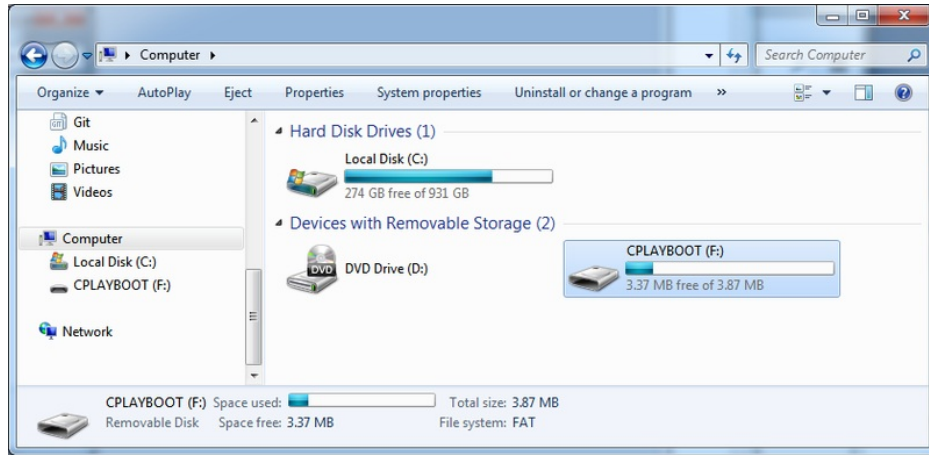 Computer
Search Computer
Organize
AutoPlay
Eject
Properties
System properties
Uninstall or change a program
»
Git
Music
Pictures
Videos
Computer
Local Disk (C:)
CPLAYBOOT (F:)
Network
Hard Disk Drives (1)
Local Disk (C:)
274 GB free of 931 GB
Devices with Removable Storage (2)
DVD Drive (D:)
CPLAYBOOT (F:)
3.37 MB free of 3.87 MB
CPLAYBOOT (F:) Space used: Total size: 3.87 MB
Removable Disk Space free: 3.37 MB File system: FAT